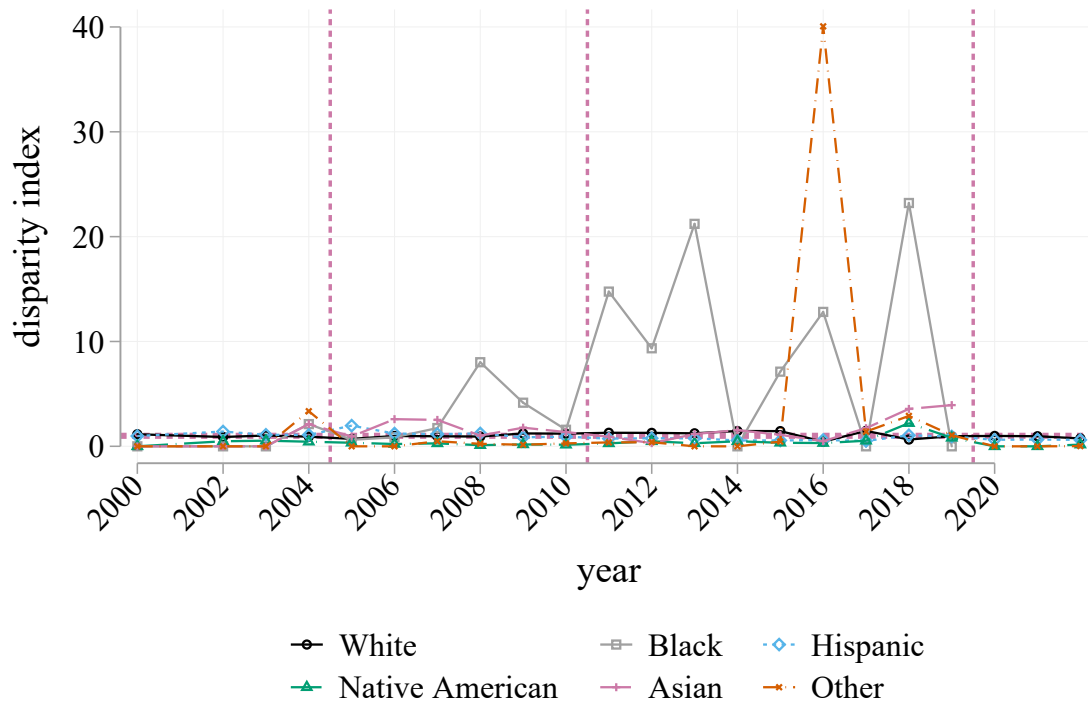 40
30
20
10
0
disparity index
2000 2002 2004 2006 2008 2010 2012 2014 2016 2018 2020
year
White Black Hispanic
Native American Asian Other